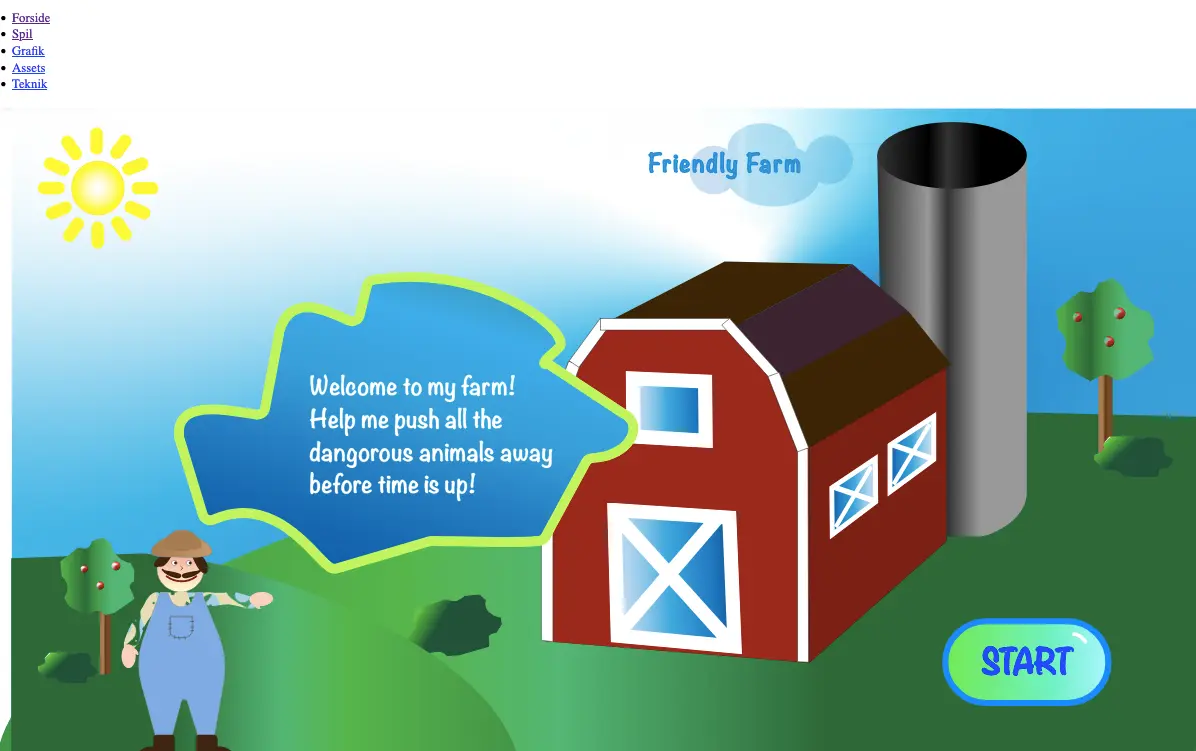 Forside
Spil
Grafik
Assets
Teknik
Friendly Farm
Welcome to my farm!
Help me push all the
dangorous animals away
before time is up!
START